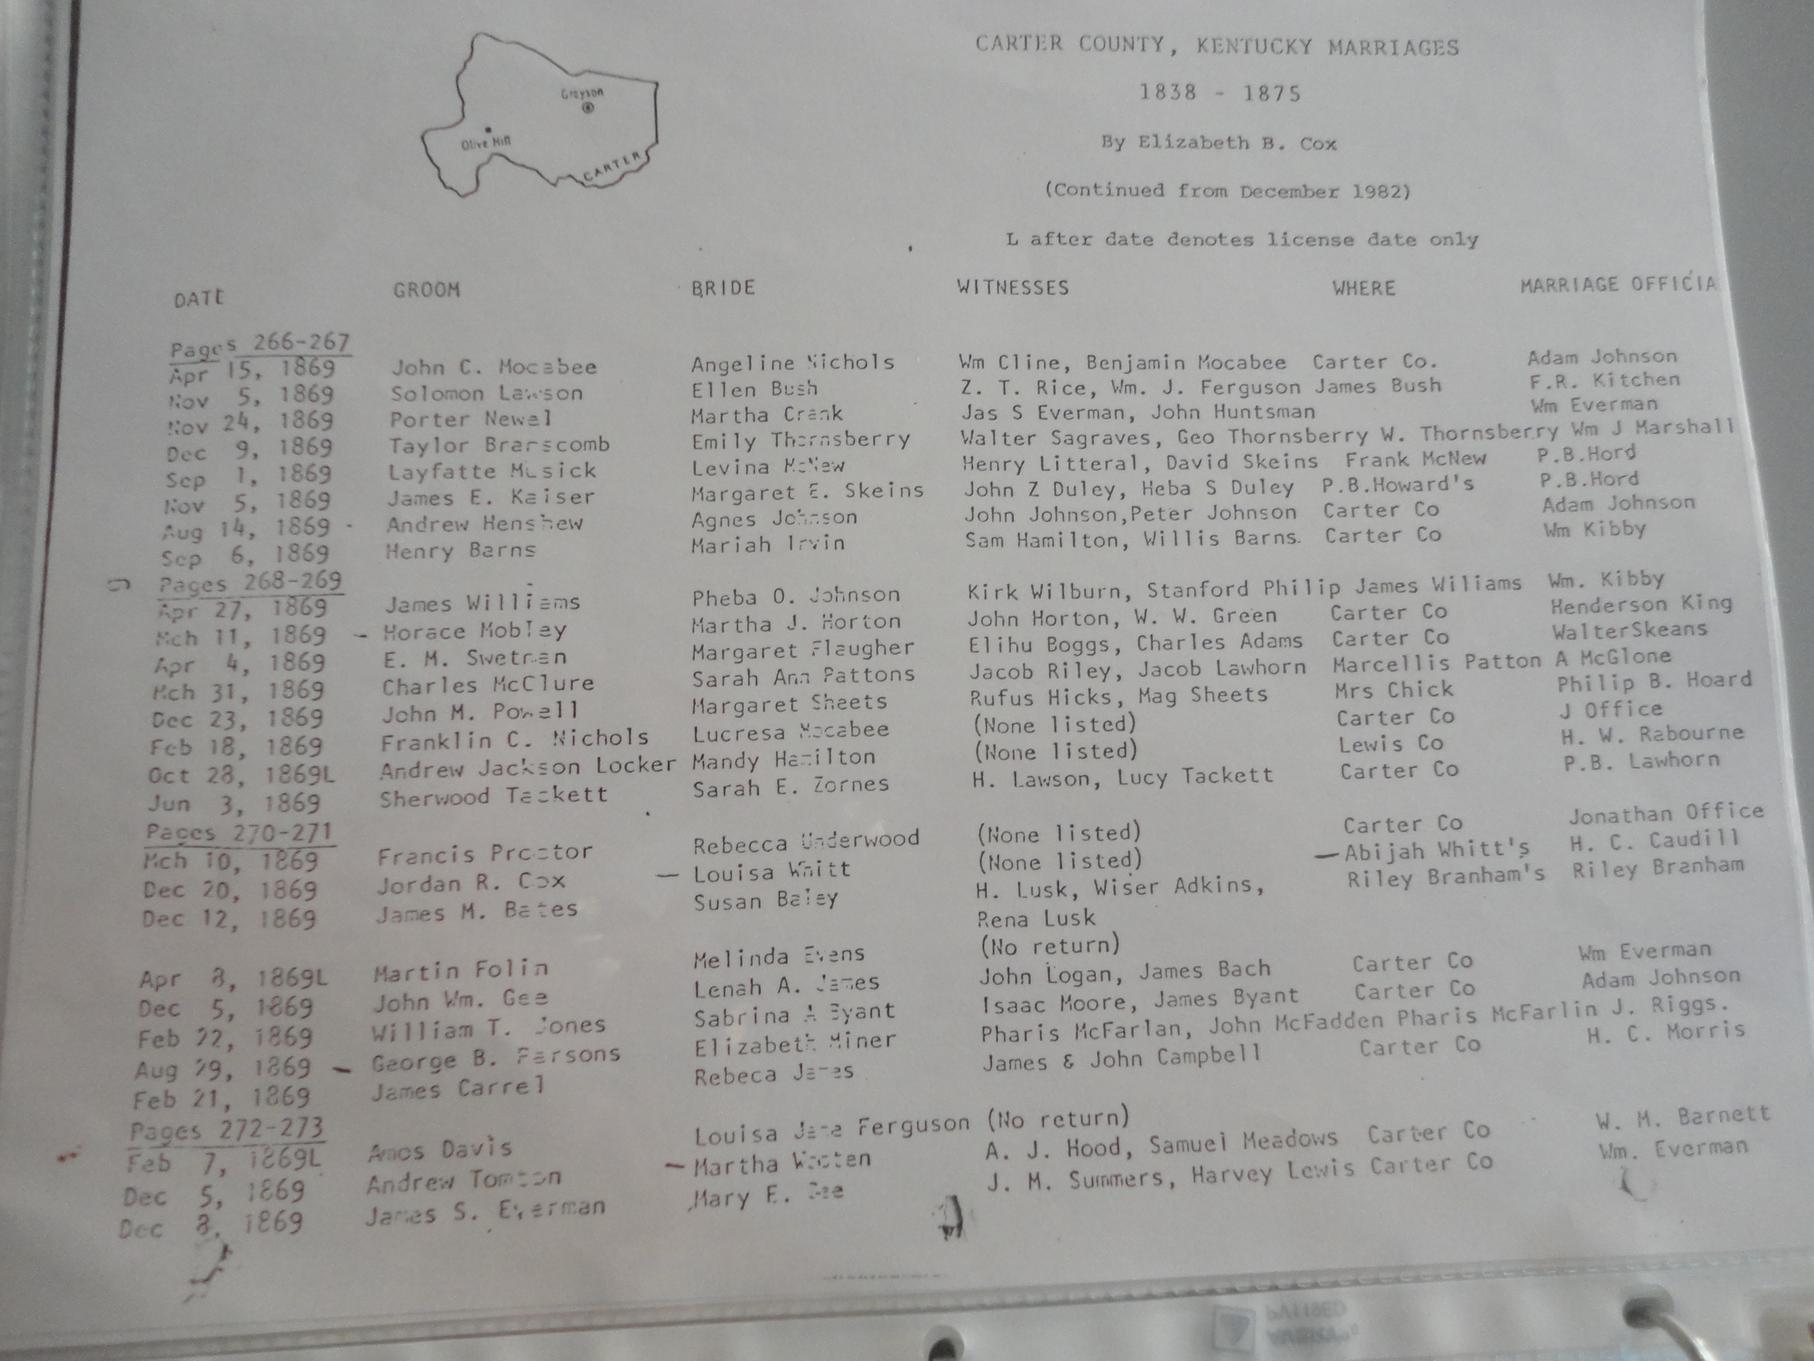 CARTER COUNTY, KENTUCKY MARRIAGES
1838 - 1875
By Elizabeth B. Cox
(Continued from December 1982)
L after date denotes license date only
Grayson
Olive Hill
CARTER
DATE GROOM BRIDE WITNESSES WHERE MARRIAGE OFFICIA
Pages 266-267
Apr 15, 1869 John C. Mocabee Angeline Nichols Wm Cline, Benjamin Mocabee Carter Co. Adam Johnson
Nov 5, 1869 Solomon Lawson Ellen Bush Z. T. Rice, Wm. J. Ferguson James Bush F.R. Kitchen
Nov 24, 1869 Porter Newal Martha Crank Jas S Everman, John Huntsman Wm Everman
Dec 9, 1869 Taylor Branscomb Emily Thornsberry Walter Sagraves, Geo Thornsberry W. Thornsberry Wm J Marshall
Sep 1, 1869 Layfatte Musick Levina McNew Henry Litteral, David Skeins Frank McNew P.B.Hord
Nov 5, 1869 James E. Kaiser Margaret E. Skeins John Z Duley, Heba S Duley P.B.Howard's P.B.Hord
Aug 14, 1869 Andrew Henshew Agnes Johnson John Johnson,Peter Johnson Carter Co Adam Johnson
Sep 6, 1869 Henry Barns Mariah Irvin Sam Hamilton, Willis Barns. Carter Co Wm Kibby
Pages 268-269
Apr 27, 1869 James Williams Pheba O. Johnson Kirk Wilburn, Stanford Philip James Wiliams Wm. Kibby
Mch 11, 1869 - Horace Mobley Martha J. Horton John Horton, W. W. Green Carter Co Henderson King
Apr 4, 1869 E. M. Swetman Margaret Flaugher Elihu Boggs, Charles Adams Carter Co WalterSkeans
Mch 31, 1869 Charles McClure Sarah Ann Pattons Jacob Riley, Jacob Lawhorn Marcellis Patton A McGlone
Dec 23, 1869 John M. Powell Margaret Sheets Rufus Hicks, Mag Sheets Mrs Chick Philip B. Hoard
Feb 18, 1869 Franklin C. Nichols Lucresa Mocabee (None listed) Carter Co J Office
Oct 28, 1869L Andrew Jackson Locker Mandy Hamilton (None listed) Lewis Co H. W. Rabourne
Jun 3, 1869 Sherwood Tackett Sarah E. Zornes H. Lawson, Lucy Tackett Carter Co P.B. Lawhorn
Pages 270-271
Mch 10, 1869 Francis Proctor Rebecca Underwood (None listed) Carter Co Jonathan Office
Dec 20, 1869 Jordan R. Cox — Louisa Whitt (None listed) — Abijah Whitt's H. C. Caudill
Dec 12, 1869 James M. Bates Susan Baley H. Lusk, Wiser Adkins, Riley Branham's Riley Branham
Rena Lusk
Apr 8, 1869L Martin Folin Melinda Evens (No return)
Dec 5, 1869 John Wm. Gee Lenah A. James John Logan, James Bach Carter Co Wm Everman
Feb 22, 1869 William T. Jones Sabrina A Byant Isaac Moore, James Byant Carter Co Adam Johnson
Aug 29, 1869 — George B. Parsons Elizabeth Miner Pharis McFarlan, John McFadden Pharis McFarlin J. Riggs.
Feb 21, 1869 James Carrel Rebeca James James & John Campbell Carter Co H. C. Morris
Pages 272-273
Feb 7, 1869L Amos Davis Louisa Jane Ferguson (No return)
Dec 5, 1869 Andrew Tomton — Martha Wooten A. J. Hood, Samuel Meadows Carter Co W. M. Barnett
Dec 8, 1869 James S. Everman Mary E. Gee J. M. Summers, Harvey Lewis Carter Co Wm. Everman